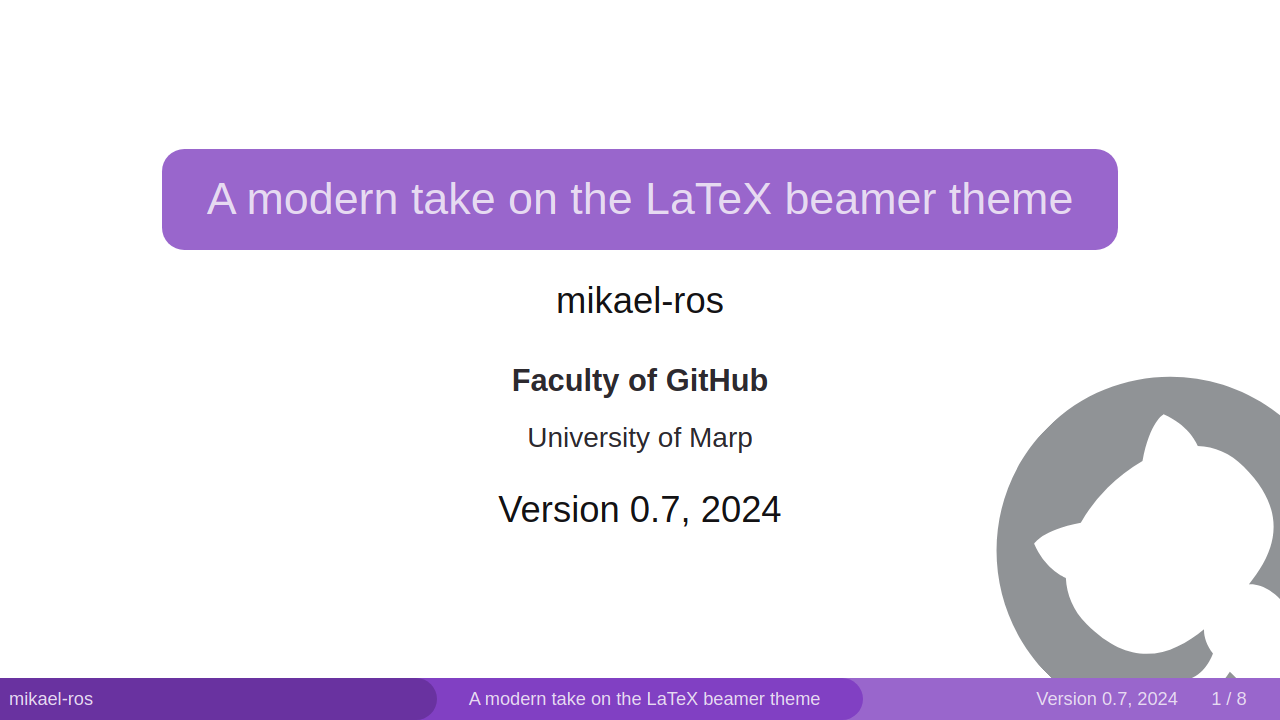 A modern take on the LaTeX beamer theme
mikael-ros
Faculty of GitHub
University of Marp
Version 0.7, 2024
mikael-ros
A modern take on the LaTeX beamer theme
Version 0.7, 2024
1 / 8